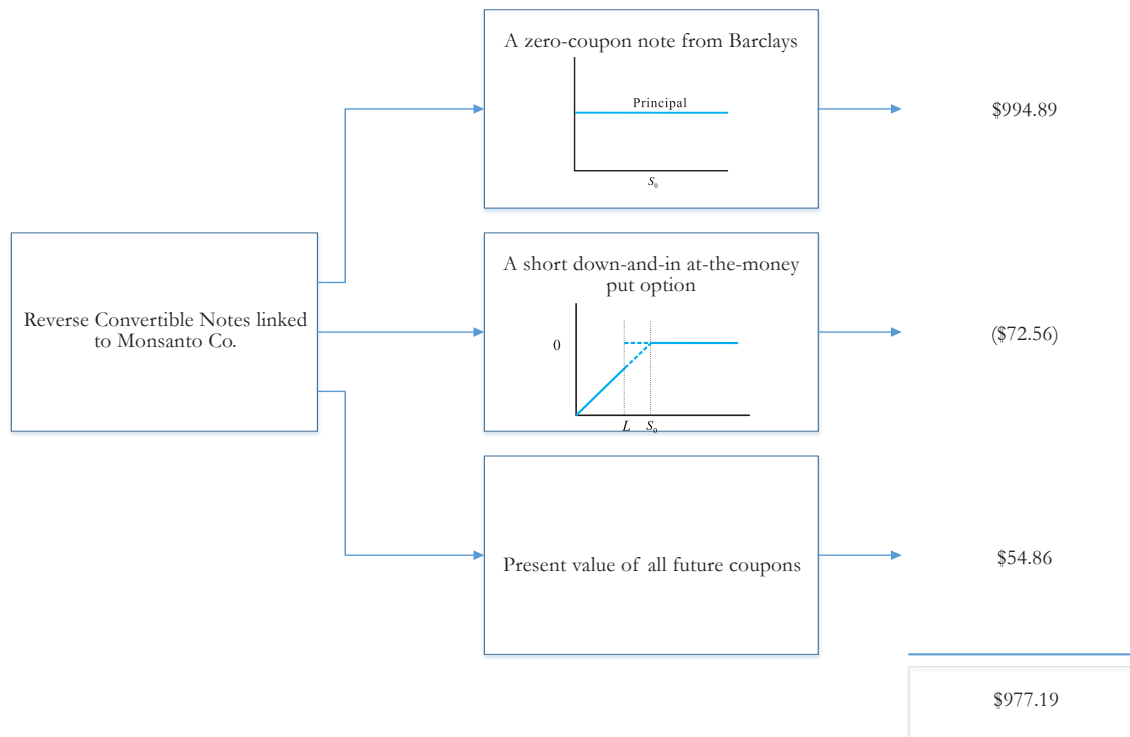 A zero-coupon note from Barclays
Principal
S₀
$994.89
Reverse Convertible Notes linked
to Monsanto Co.
A short down-and-in at-the-money
put option
0
L S₀
($72.56)
Present value of all future coupons
$54.86
$977.19